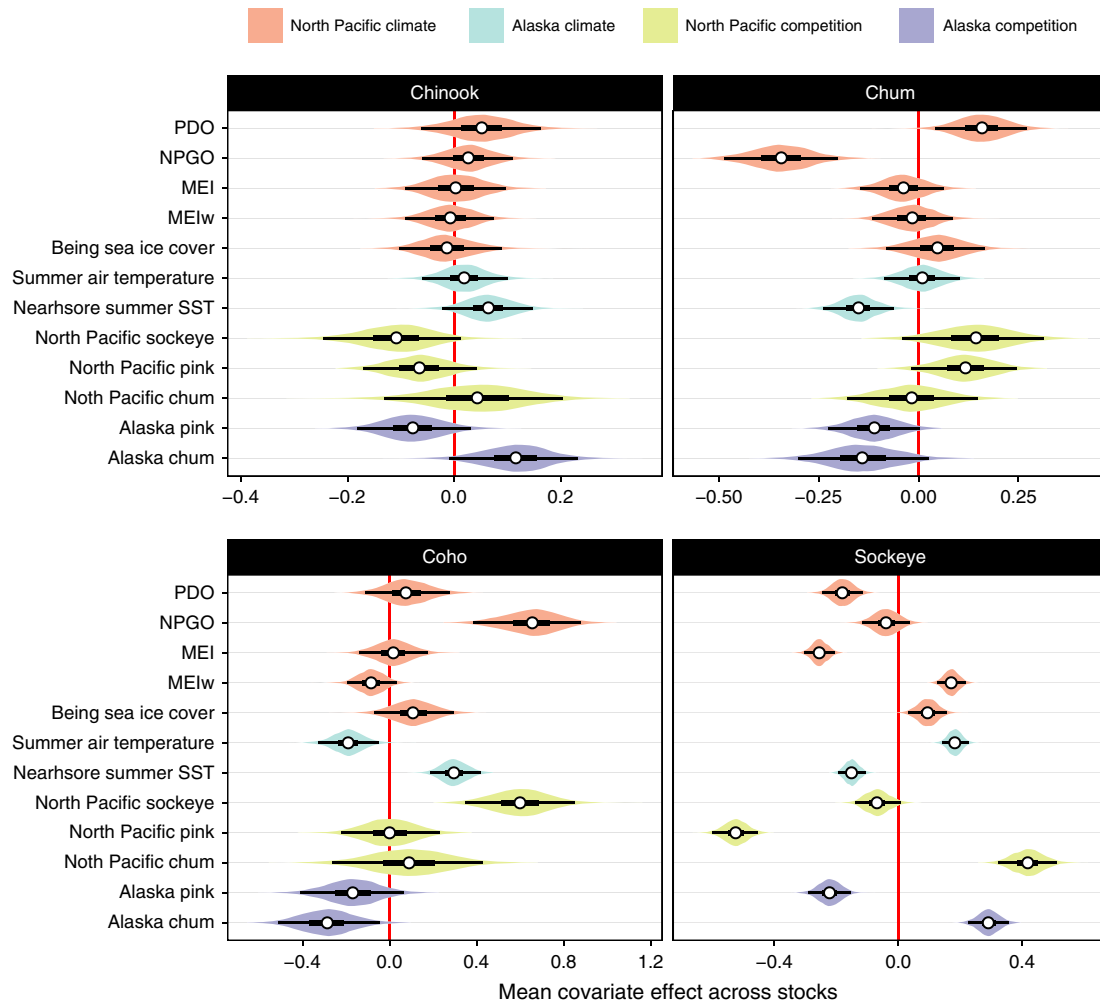 North Pacific climate
Alaska climate
North Pacific competition
Alaska competition
Chinook
Chum
PDO
NPGO
MEI
MEIw
Being sea ice cover
Summer air temperature
Nearhsore summer SST
North Pacific sockeye
North Pacific pink
Noth Pacific chum
Alaska pink
Alaska chum
−0.4 −0.2 0.0 0.2
−0.50 −0.25 0.00 0.25
Coho
Sockeye
PDO
NPGO
MEI
MEIw
Being sea ice cover
Summer air temperature
Nearhsore summer SST
North Pacific sockeye
North Pacific pink
Noth Pacific chum
Alaska pink
Alaska chum
−0.4 0.0 0.4 0.8 1.2
−0.4 0.0 0.4
Mean covariate effect across stocks